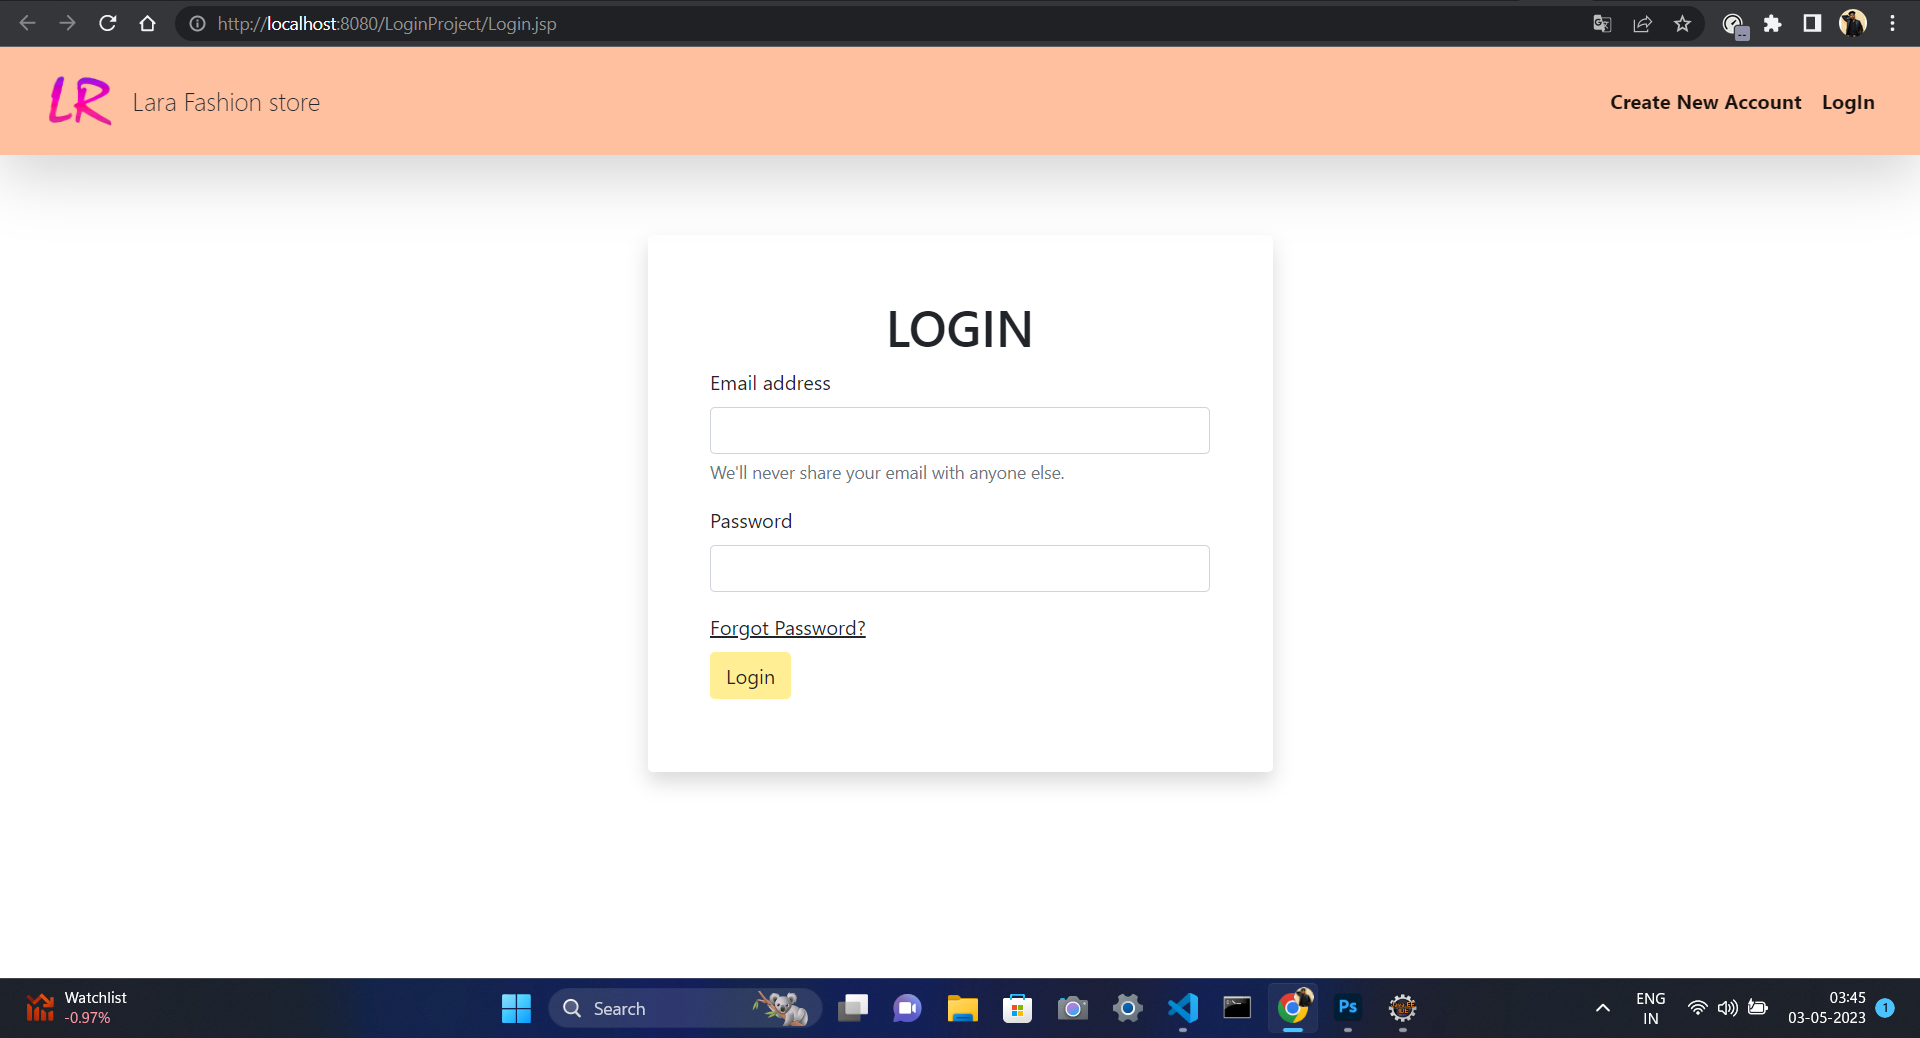 http://localhost:8080/LoginProject/Login.jsp
LR Lara Fashion store Create New Account LogIn
LOGIN
Email address
We'll never share your email with anyone else.
Password
Forgot Password?
Login
Watchlist
-0.97%
Search
Ps
ENG
IN
03:45
03-05-2023
1